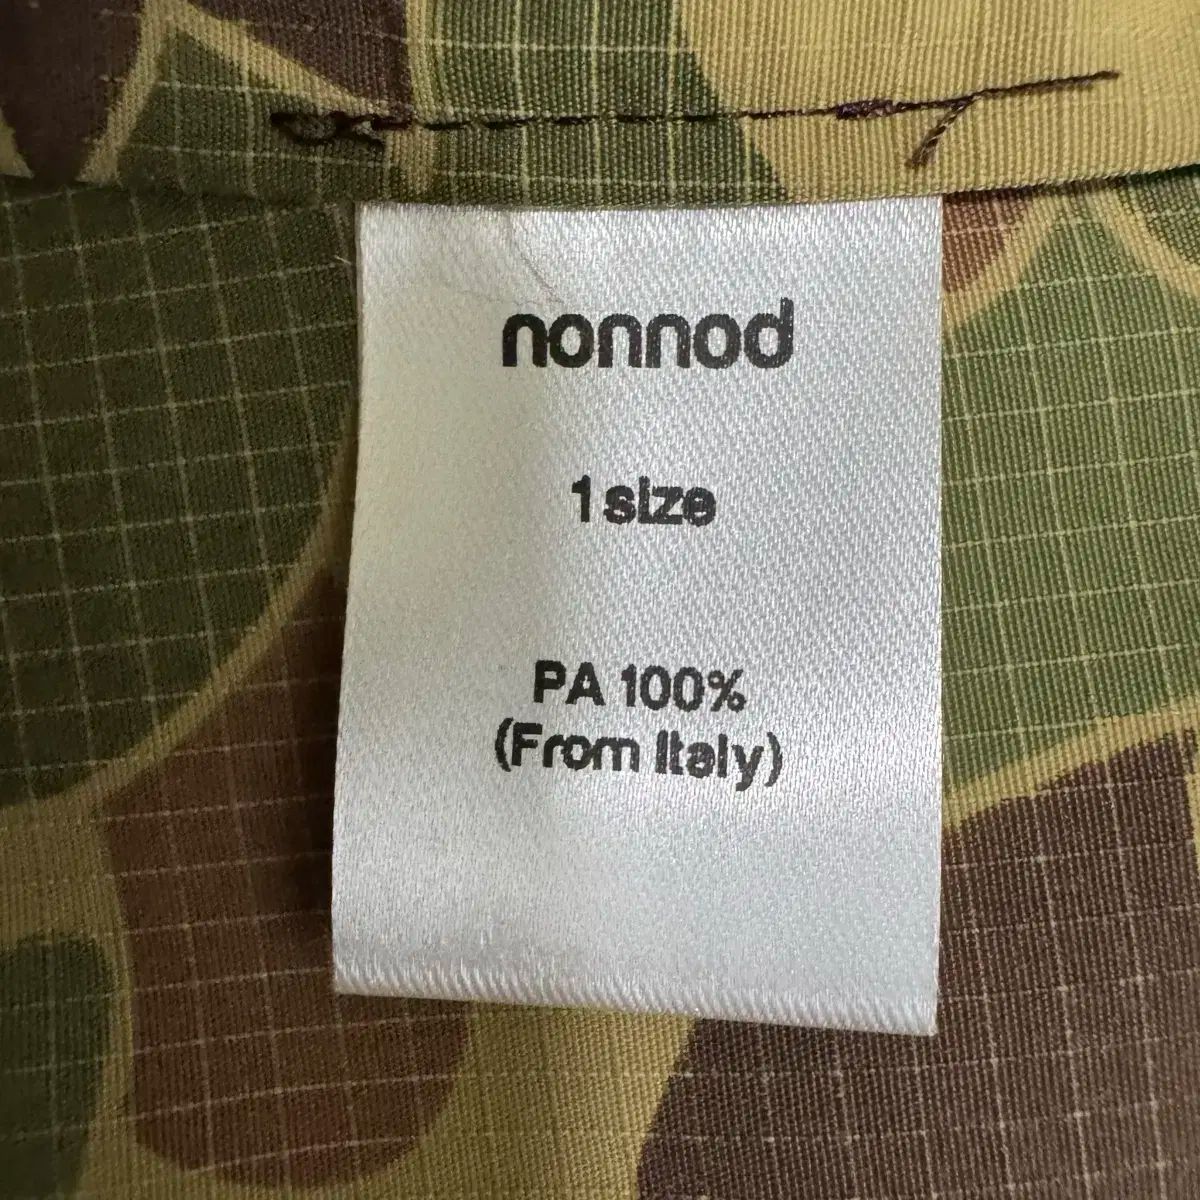 nonnod
1 size
PA 100%
(From Italy)